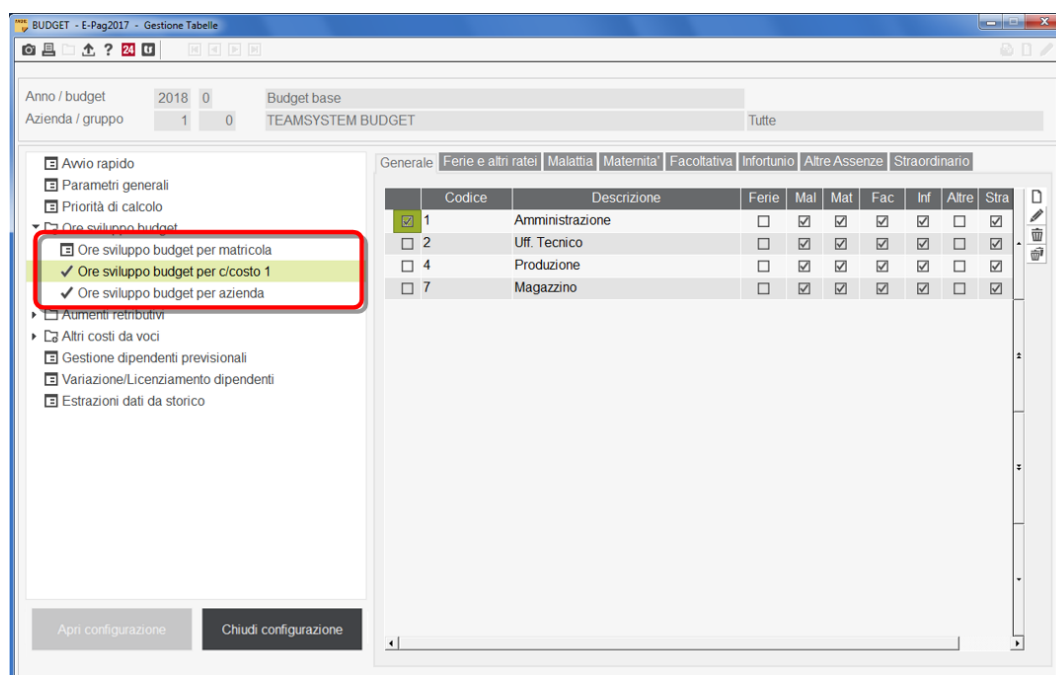 BUDGET - E-Pag2017 - Gestione Tabelle
? 24
Anno / budget 2018 0 Budget base
Azienda / gruppo 1 0 TEAMSYSTEM BUDGET Tutte
Avvio rapido
Parametri generali
Priorità di calcolo
Ore sviluppo budget
Ore sviluppo budget per matricola
Ore sviluppo budget per c/costo 1
Ore sviluppo budget per azienda
Aumenti retributivi
Altri costi da voci
Gestione dipendenti previsionali
Variazione/Licenziamento dipendenti
Estrazioni dati da storico
Apri configurazione Chiudi configurazione
Generale Ferie e altri ratei Malattia Maternita' Facoltativa Infortunio Altre Assenze Straordinario
Codice Descrizione Ferie Mal Mat Fac Inf Altre Stra
1 Amministrazione
2 Uff. Tecnico
4 Produzione
7 Magazzino